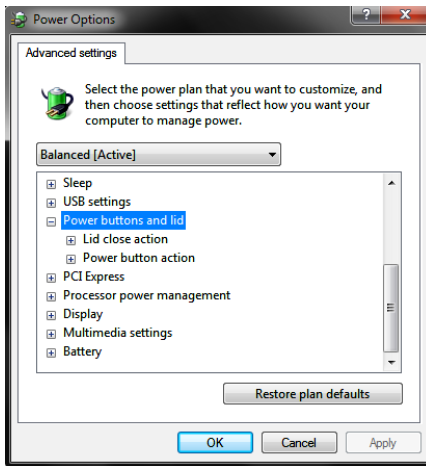 Power Options
Advanced settings
Select the power plan that you want to customize, and
then choose settings that reflect how you want your
computer to manage power.
Balanced [Active]
Sleep
USB settings
Power buttons and lid
Lid close action
Power button action
PCI Express
Processor power management
Display
Multimedia settings
Battery
Restore plan defaults
OK Cancel Apply